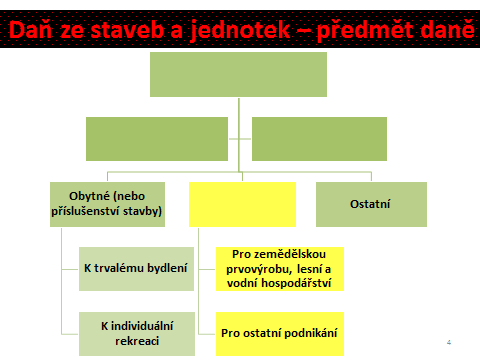 Daň ze staveb a jednotek – předmět daně
Obytné (nebo
příslušenství stavby)
Ostatní
K trvalému bydlení
Pro zemědělskou
prvovýrobu, lesní a
vodní hospodářství
K individuální
rekreaci
Pro ostatní podnikání
4